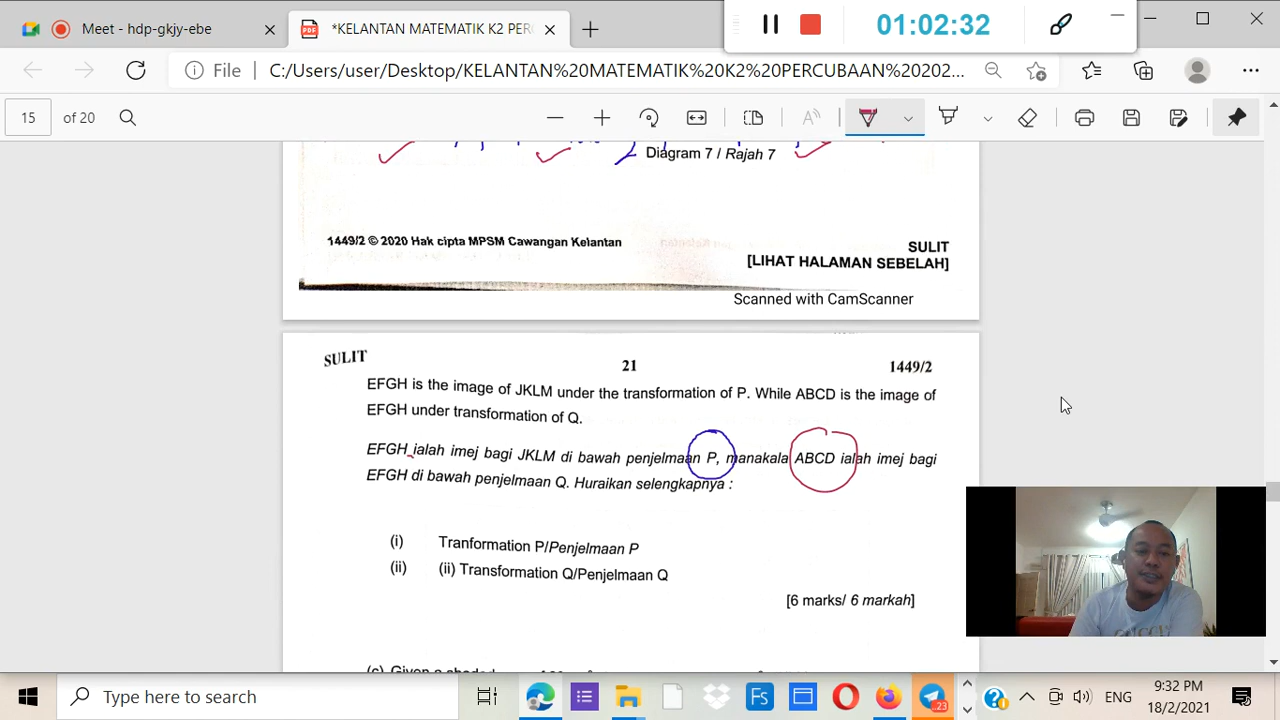 01:02:32
Meet - hdp-gkjy-ebe
*KELANTAN MATEMATIK K2 PER
File
C:/Users/user/Desktop/KELANTAN%20MATEMATIK%20K2%20PERCUBAAN%20202...
15 of 20
Diagram 7 / Rajah 7
1449/2 © 2020 Hak cipta MPSM Cawangan Kelantan
SULIT
[LIHAT HALAMAN SEBELAH]
Scanned with CamScanner
SULIT 21 1449/2
EFGH is the image of JKLM under the transformation of P. While ABCD is the image of
EFGH under transformation of Q.
EFGH ialah imej bagi JKLM di bawah penjelmaan P, manakala ABCD ialah imej bagi
EFGH di bawah penjelmaan Q. Huraikan selengkapnya :
(i) Tranformation P/Penjelmaan P
(ii) (ii) Transformation Q/Penjelmaan Q
[6 marks/ 6 markah]
(c) Given a
Type here to search
Fs
23
ENG
9:32 PM
18/2/2021